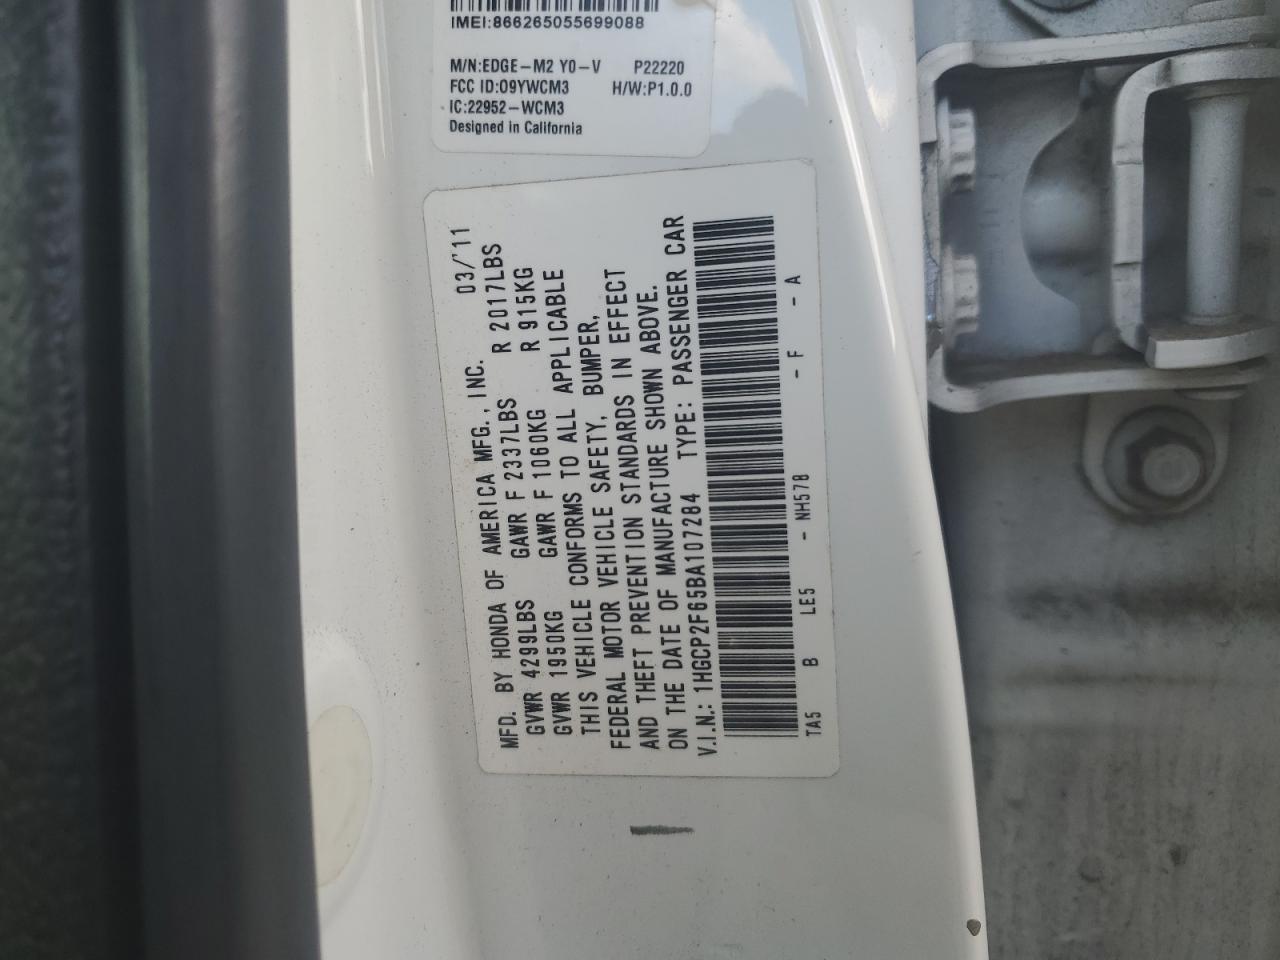 IMEI:866265055699088
M/N:EDGE-M2 Y0-V P22220
FCC ID:O9YWCM3 H/W:P1.0.0
IC:22952-WCM3
Designed in California
MFD. BY HONDA OF AMERICA MFG., INC. 03/'11
GVWR 4299LBS GAWR F 2337LBS R 2017LBS
GVWR 1950KG GAWR F 1060KG R 915KG
THIS VEHICLE CONFORMS TO ALL APPLICABLE
FEDERAL MOTOR VEHICLE SAFETY, BUMPER,
AND THEFT PREVENTION STANDARDS IN EFFECT
ON THE DATE OF MANUFACTURE SHOWN ABOVE.
V.I.N.: 1HGCP2F65BA107284 TYPE: PASSENGER CAR
TA5 B LE5 - NH578 - F - A